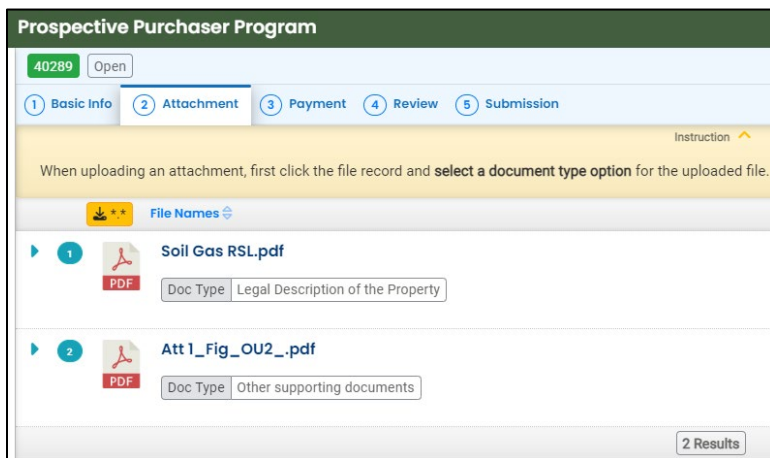 Prospective Purchaser Program
40289 Open
1 Basic Info 2 Attachment 3 Payment 4 Review 5 Submission
Instruction
When uploading an attachment, first click the file record and select a document type option for the uploaded file.
*.* File Names
1 PDF Soil Gas RSL.pdf
Doc Type Legal Description of the Property
2 PDF Att 1_Fig_OU2_.pdf
Doc Type Other supporting documents
2 Results